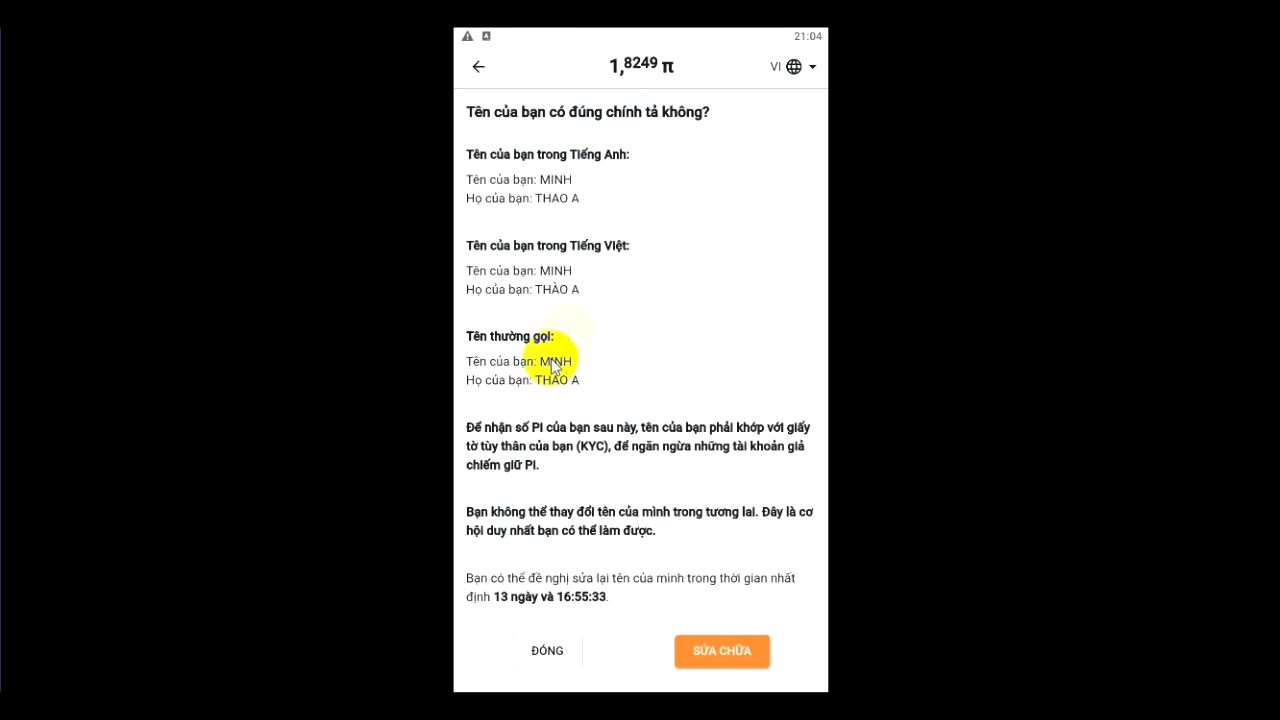 21:04
1,8249 π
VI
Tên của bạn có đúng chính tả không?
Tên của bạn trong Tiếng Anh:
Tên của bạn: MINH
Họ của bạn: THAO A
Tên của bạn trong Tiếng Việt:
Tên của bạn: MINH
Họ của bạn: THÀO A
Tên thường gọi:
Tên của bạn: MINH
Họ của bạn: THAO A
Để nhận số Pi của bạn sau này, tên của bạn phải khớp với giấy
tờ tùy thân của bạn (KYC), để ngăn ngừa những tài khoản giả
chiếm giữ Pi.
Bạn không thể thay đổi tên của mình trong tương lai. Đây là cơ
hội duy nhất bạn có thể làm được.
Bạn có thể đề nghị sửa lại tên của mình trong thời gian nhất
định 13 ngày và 16:55:33.
ĐÓNG
SỬA CHỮA